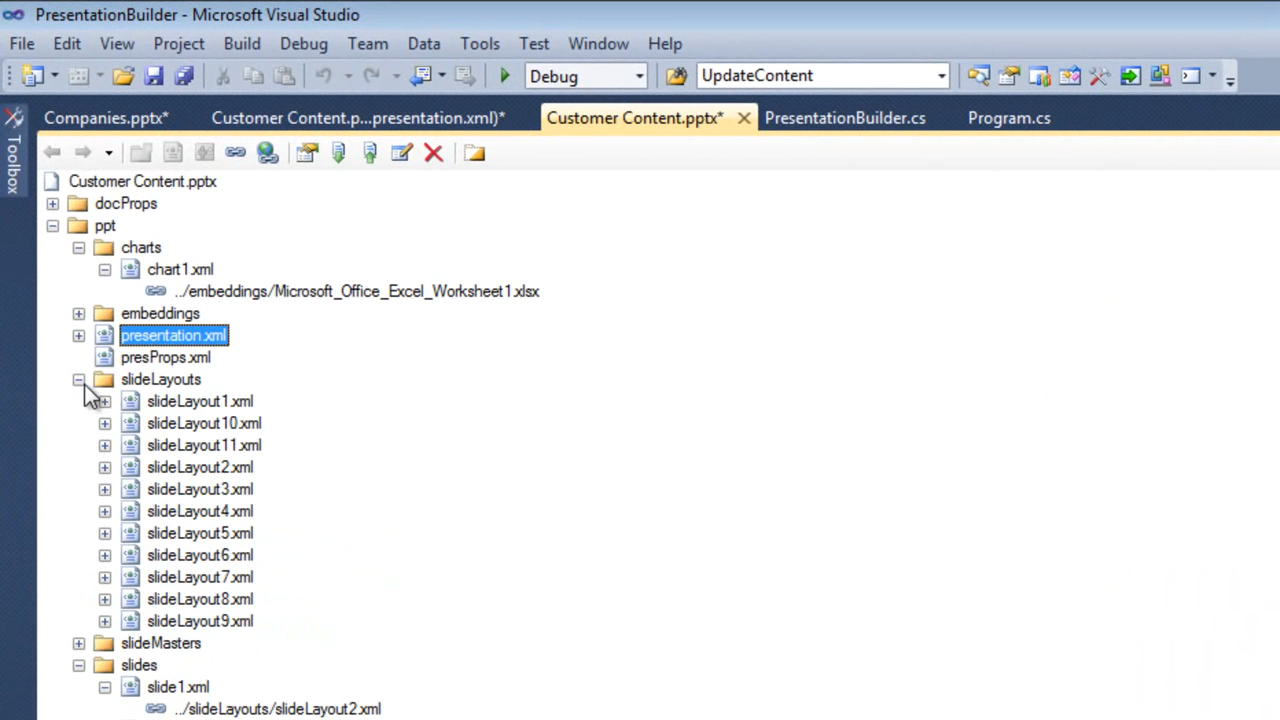 PresentationBuilder - Microsoft Visual Studio
File Edit View Project Build Debug Team Data Tools Test Window Help
Debug UpdateContent
Companies.pptx* Customer Content.p...presentation.xml)* Customer Content.pptx* PresentationBuilder.cs Program.cs
Toolbox
Customer Content.pptx
docProps
ppt
charts
chart1.xml
../embeddings/Microsoft_Office_Excel_Worksheet1.xlsx
embeddings
presentation.xml
presProps.xml
slideLayouts
slideLayout1.xml
slideLayout10.xml
slideLayout11.xml
slideLayout2.xml
slideLayout3.xml
slideLayout4.xml
slideLayout5.xml
slideLayout6.xml
slideLayout7.xml
slideLayout8.xml
slideLayout9.xml
slideMasters
slides
slide1.xml
../slideLayouts/slideLayout2.xml